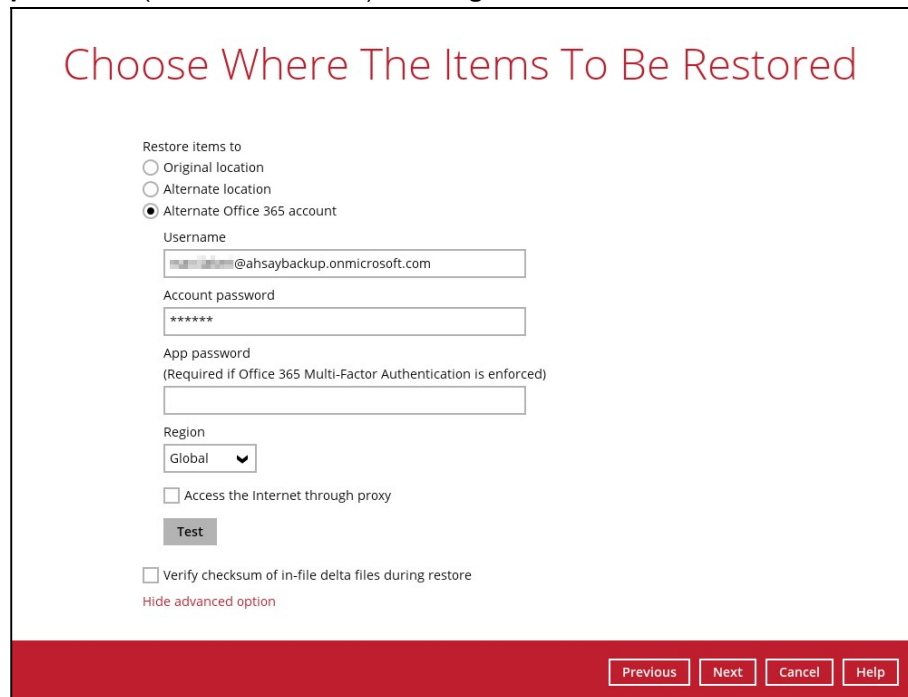 Choose Where The Items To Be Restored
Restore items to
Original location
Alternate location
Alternate Office 365 account
Username
@ahsaybackup.onmicrosoft.com
Account password
******
App password
(Required if Office 365 Multi-Factor Authentication is enforced)
Region
Global
Access the Internet through proxy
Test
Verify checksum of in-file delta files during restore
Hide advanced option
Previous Next Cancel Help